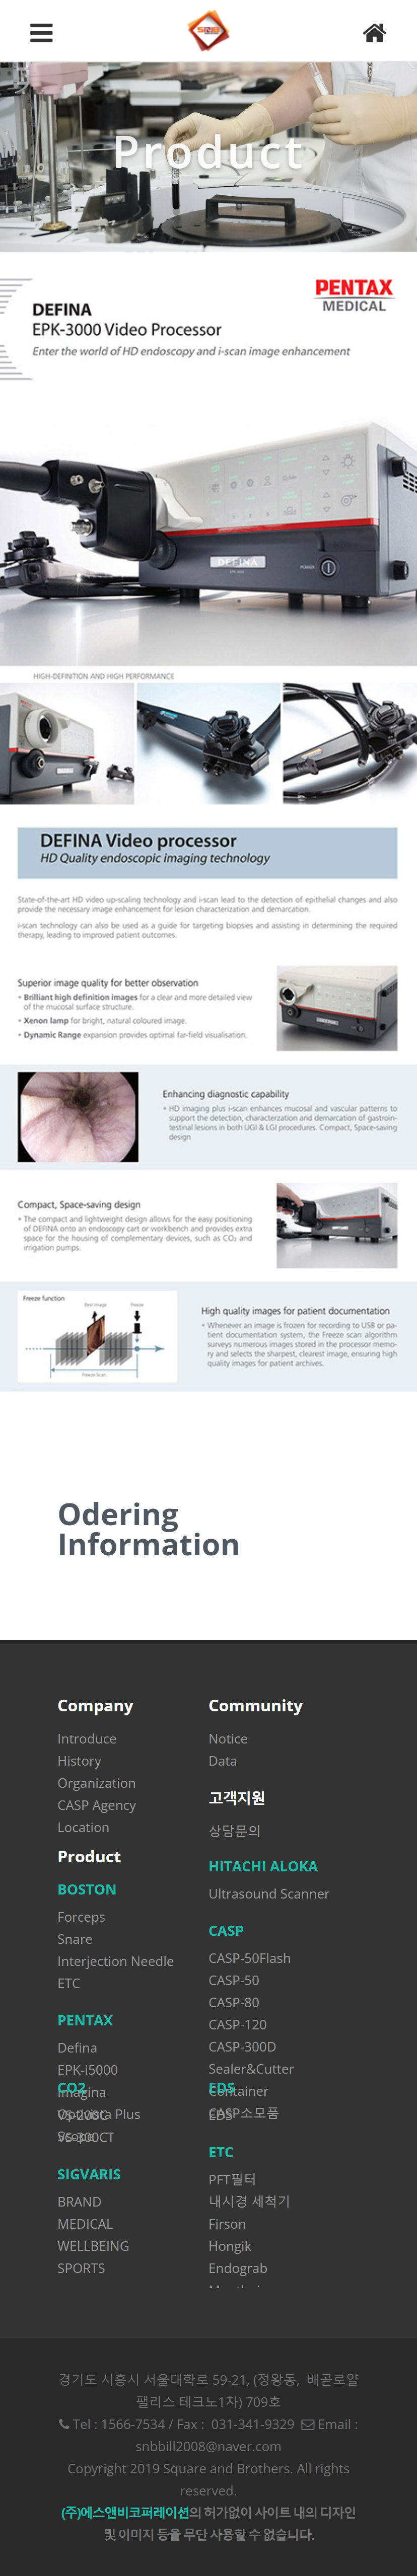 SNB
Product
PENTAX
MEDICAL
DEFINA
EPK-3000 Video Processor
Enter the world of HD endoscopy and i-scan image enhancement
DEFINA
POWER
HIGH-DEFINITION AND HIGH PERFORMANCE
DEFINA Video processor
HD Quality endoscopic imaging technology
State-of-the-art HD video up-scaling technology and i-scan lead to the detection of epithelial changes and also
provide the necessary image enhancement for lesion characterization and demarcation.
i-scan technology can also be used as a guide for targeting biopsies and assisting in determining the required
therapy, leading to improved patient outcomes.
Superior image quality for better observation
• Brilliant high definition images for a clear and more detailed view
of the mucosal surface structure.
• Xenon lamp for bright, natural coloured image.
• Dynamic Range expansion provides optimal far-field visualisation.
Enhancing diagnostic capability
• HD imaging plus i-scan enhances mucosal and vascular patterns to
support the detection, characterization and demarcation of gastroin-
testinal lesions in both UGI & LGI procedures. Compact, Space-saving
design
Compact, Space-saving design
• The compact and lightweight design allows for the easy positioning
of DEFINA onto an endoscopy cart or workbench and provides extra
space for the housing of complementary devices, such as CO₂ and
irrigation pumps.
Freeze function
Best Image
Freeze
Freeze Scan
High quality images for patient documentation
• Whenever an image is frozen for recording to USB or pa-
tient documentation system, the Freeze scan algorithm
surveys numerous images stored in the processor memo-
ry and selects the sharpest, clearest image, ensuring high
quality images for patient archives.
Odering
Information
Company
Introduce
History
Organization
CASP Agency
Location
Community
Notice
Data
고객지원
상담문의
Product
BOSTON
Forceps
Snare
Interjection Needle
ETC
PENTAX
Defina
EPK-i5000
Imagina
Optivista Plus
Scope
CO2
VS-200C
VS-300CT
SIGVARIS
BRAND
MEDICAL
WELLBEING
SPORTS
HITACHI ALOKA
Ultrasound Scanner
CASP
CASP-50Flash
CASP-50
CASP-80
CASP-120
CASP-300D
Sealer&Cutter
Container
CASP소모품
EDS
EDS
ETC
PFT필터
내시경 세척기
Firson
Hongik
Endograb
경기도 시흥시 서울대학로 59-21, (정왕동, 배곧로얄
팰리스 테크노1차) 709호
Tel : 1566-7534 / Fax : 031-341-9329 Email :
snbbill2008@naver.com
Copyright 2019 Square and Brothers. All rights
reserved.
(주)에스앤비코퍼레이션의 허가없이 사이트 내의 디자인
및 이미지 등을 무단 사용할 수 없습니다.